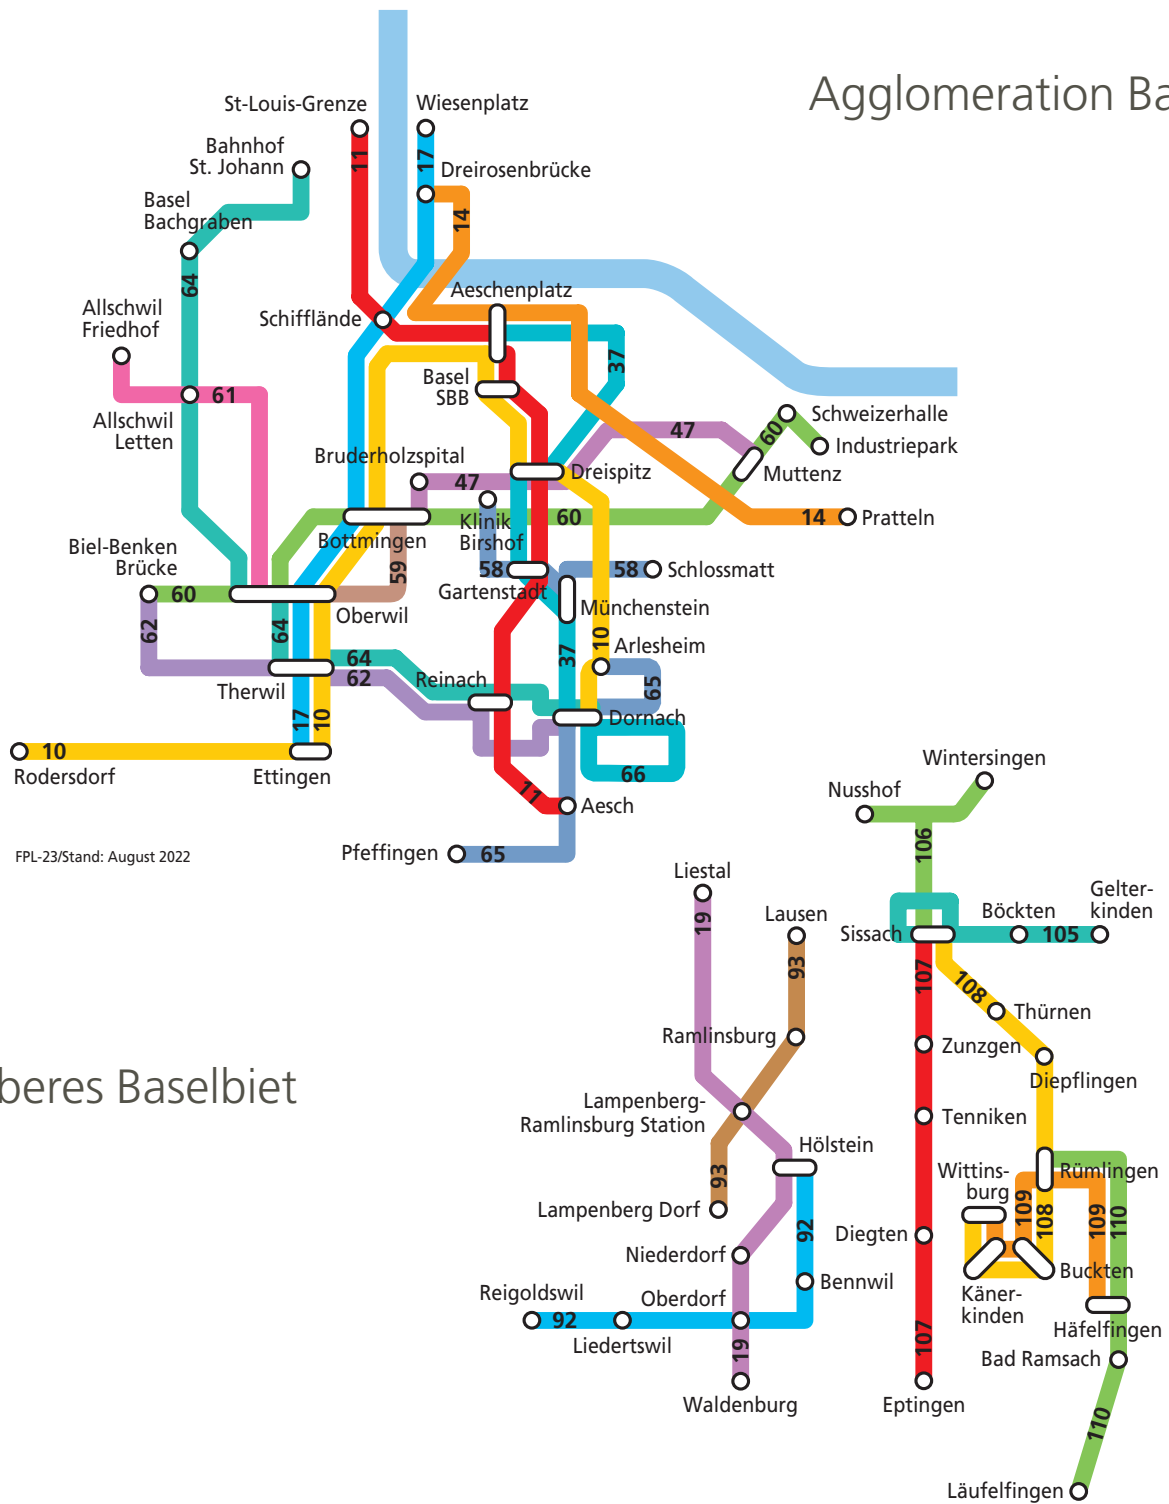 Agglomeration Ba
St-Louis-Grenze
Wiesenplatz
11
17
Bahnhof
St. Johann
Dreirosenbrücke
14
Basel
Bachgraben
64
Aeschenplatz
Allschwil
Friedhof
Schifflände
37
Basel
SBB
61
Allschwil
Letten
Schweizerhalle
47
60
Industriepark
Bruderholzspital
Dreispitz
Muttenz
47
Klinik
Birshof
60
14
Pratteln
Bottmingen
Biel-Benken
Brücke
59
58
58
Schlossmatt
Gartenstadt
60
Münchenstein
Oberwil
62
64
10
Arlesheim
37
64
62
Reinach
65
Therwil
17
10
Dornach
10
Rodersdorf
Ettingen
66
11
Aesch
Wintersingen
Nusshof
FPL-23/Stand: August 2022
Pfeffingen
65
106
Liestal
19
Lausen
Gelter-
kinden
Böckten
Sissach
105
93
107
108
Thürnen
Ramlinsburg
Zunzgen
Diepflingen
beres Baselbiet
Lampenberg-
Ramlinsburg Station
Tenniken
Hölstein
Wittins-
burg
Rümlingen
93
109
108
109
110
Lampenberg Dorf
92
Diegten
Niederdorf
Buckten
Bennwil
Käner-
kinden
Reigoldswil
Oberdorf
92
Häfelfingen
Liedertswil
19
107
Bad Ramsach
Waldenburg
Eptingen
110
Läufelfingen